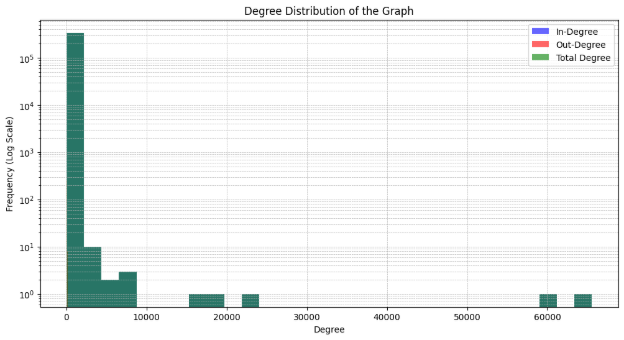 Degree Distribution of the Graph
In-Degree
Out-Degree
Total Degree
Frequency (Log Scale)
10^5
10^4
10^3
10^2
10^1
10^0
0 10000 20000 30000 40000 50000 60000
Degree